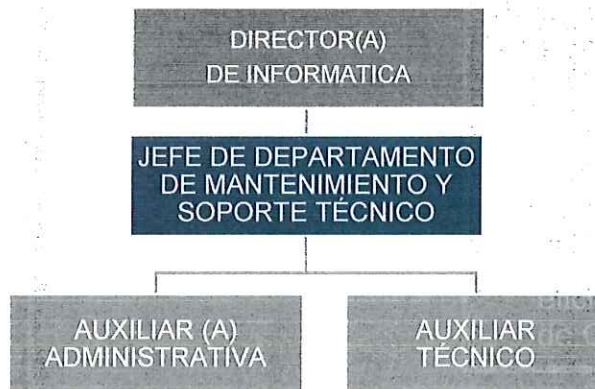 DIRECTOR(A)
DE INFORMATICA
JEFE DE DEPARTAMENTO
DE MANTENIMIENTO Y
SOPORTE TÉCNICO
AUXILIAR (A)
ADMINISTRATIVA
AUXILIAR
TÉCNICO